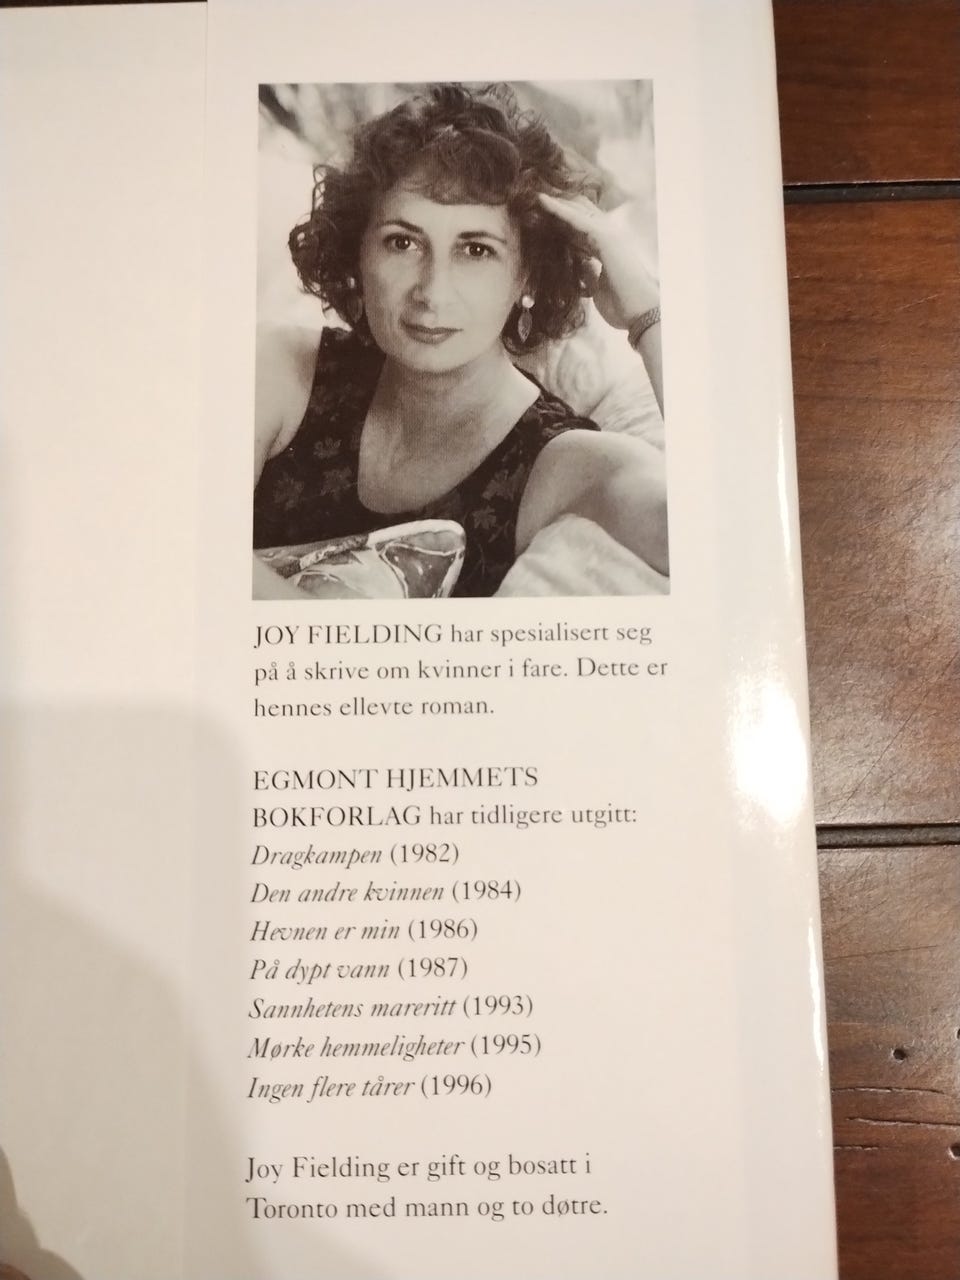 JOY FIELDING har spesialisert seg
på å skrive om kvinner i fare. Dette er
hennes ellevte roman.
EGMONT HJEMMETS
BOKFORLAG har tidligere utgitt:
Dragkampen (1982)
Den andre kvinnen (1984)
Hevnen er min (1986)
På dypt vann (1987)
Sannhetens mareritt (1993)
Mørke hemmeligheter (1995)
Ingen flere tårer (1996)
Joy Fielding er gift og bosatt i
Toronto med mann og to døtre.